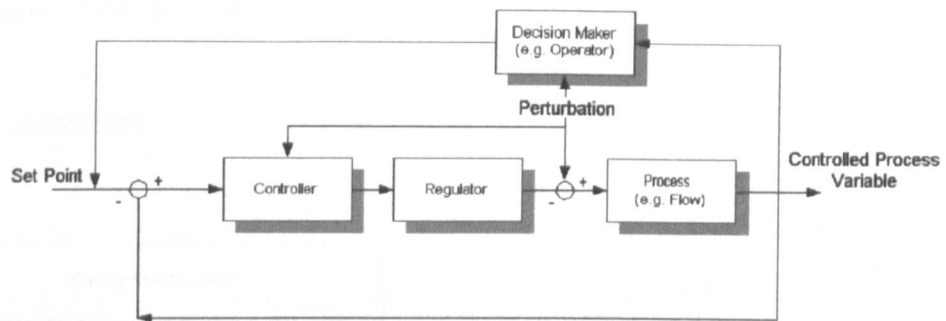 Decision Maker
(e.g. Operator)
Perturbation
Set Point
+
-
Controller
Regulator
+
-
Process
(e.g. Flow)
Controlled Process
Variable